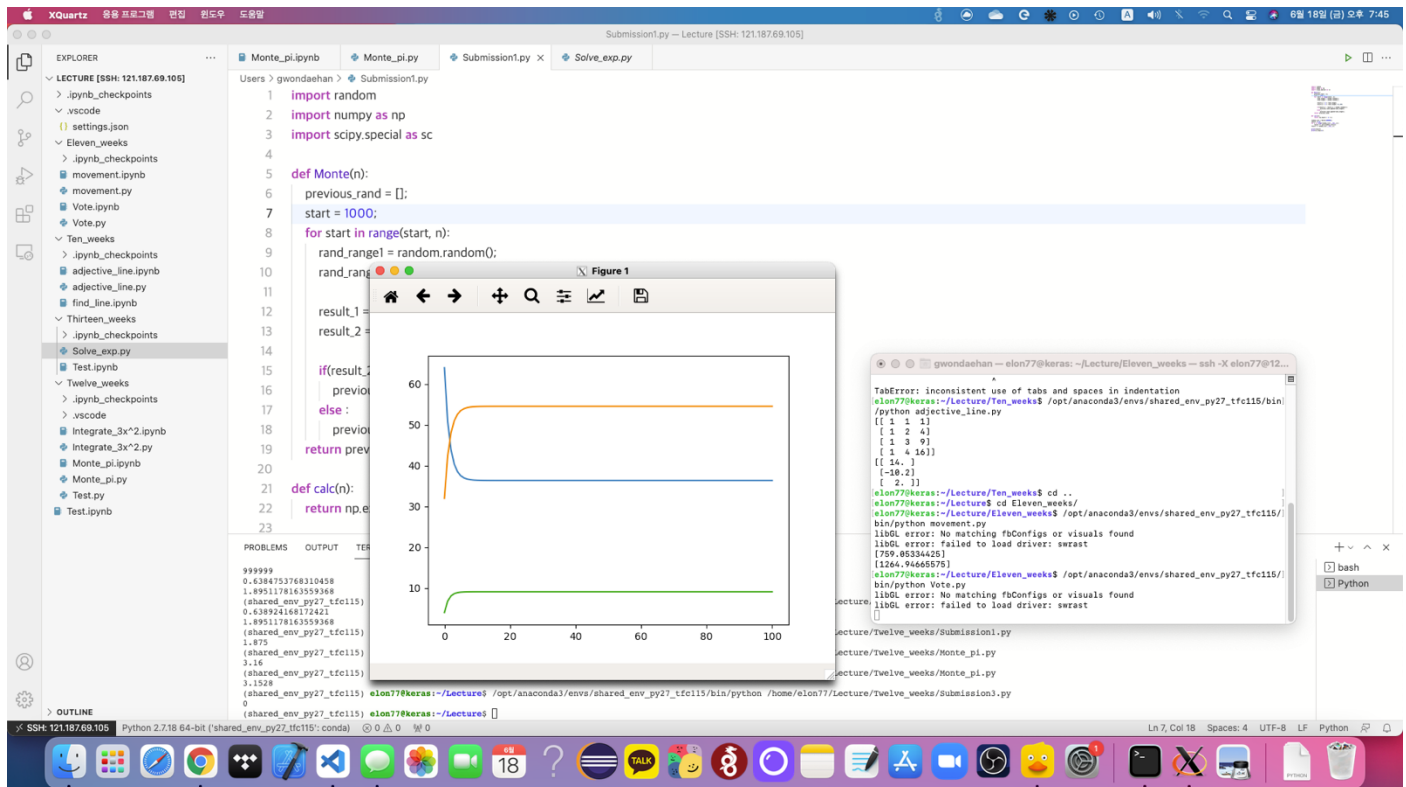 XQuartz 응용 프로그램 편집 윈도우 도움말
6월 18일 (금) 오후 7:45
Submission1.py — Lecture [SSH: 121.187.69.105]
EXPLORER
LECTURE [SSH: 121.187.69.105]
.ipynb_checkpoints
.vscode
settings.json
Eleven_weeks
.ipynb_checkpoints
movement.ipynb
movement.py
Vote.ipynb
Vote.py
Ten_weeks
.ipynb_checkpoints
adjective_line.ipynb
adjective_line.py
find_line.ipynb
Thirteen_weeks
.ipynb_checkpoints
Solve_exp.py
Test.ipynb
Twelve_weeks
.ipynb_checkpoints
.vscode
Integrate_3x^2.ipynb
Integrate_3x^2.py
Monte_pi.ipynb
Monte_pi.py
Test.py
Test.ipynb
OUTLINE
Monte_pi.ipynb Monte_pi.py Submission1.py Solve_exp.py
Users > gwondaehan > Submission1.py
1 import random
2 import numpy as np
3 import scipy.special as sc
4
5 def Monte(n):
6 previous_rand = [];
7 start = 1000;
8 for start in range(start, n):
9 rand_range1 = random.random();
10 rand_rang
11
12 result_1 =
13 result_2 =
14
15 if(result_2
16 previou
17 else :
18 previou
19 return prev
20
21 def calc(n):
22 return np.e
23
Figure 1
60
50
40
30
20
10
0 20 40 60 80 100
gwondaehan — elon77@keras: ~/Lecture/Eleven_weeks — ssh -X elon77@12...
^
TabError: inconsistent use of tabs and spaces in indentation
elon77@keras:~/Lecture/Ten_weeks$ /opt/anaconda3/envs/shared_env_py27_tfc115/bin
/python adjective_line.py
[[ 1 1 1]
[ 1 2 4]
[ 1 3 9]
[ 1 4 16]]
[[ 14. ]
[-10.2]
[ 2. ]]
elon77@keras:~/Lecture/Ten_weeks$ cd ..
elon77@keras:~/Lecture$ cd Eleven_weeks/
elon77@keras:~/Lecture/Eleven_weeks$ /opt/anaconda3/envs/shared_env_py27_tfc115/
bin/python movement.py
libGL error: No matching fbConfigs or visuals found
libGL error: failed to load driver: swrast
[759.05334425]
[1264.94665575]
elon77@keras:~/Lecture/Eleven_weeks$ /opt/anaconda3/envs/shared_env_py27_tfc115/
bin/python Vote.py
libGL error: No matching fbConfigs or visuals found
libGL error: failed to load driver: swrast
PROBLEMS OUTPUT TER
bash
Python
999999
0.6384753768310458
1.8951178163559368
(shared_env_py27_tfc115) ecture
0.638924168172421
1.8951178163559368
(shared_env_py27_tfc115) ecture/Twelve_weeks/Submission1.py
1.875
(shared_env_py27_tfc115) ecture/Twelve_weeks/Monte_pi.py
3.16
(shared_env_py27_tfc115) ecture/Twelve_weeks/Monte_pi.py
3.1528
(shared_env_py27_tfc115) elon77@keras:~/Lecture$ /opt/anaconda3/envs/shared_env_py27_tfc115/bin/python /home/elon77/Lecture/Twelve_weeks/Submission3.py
0
(shared_env_py27_tfc115) elon77@keras:~/Lecture$
SSH: 121.187.69.105 Python 2.7.18 64-bit ('shared_env_py27_tfc115': conda) 0 0 0
Ln 7, Col 18 Spaces: 4 UTF-8 LF Python
6월
18
TALK
1
PYTHON